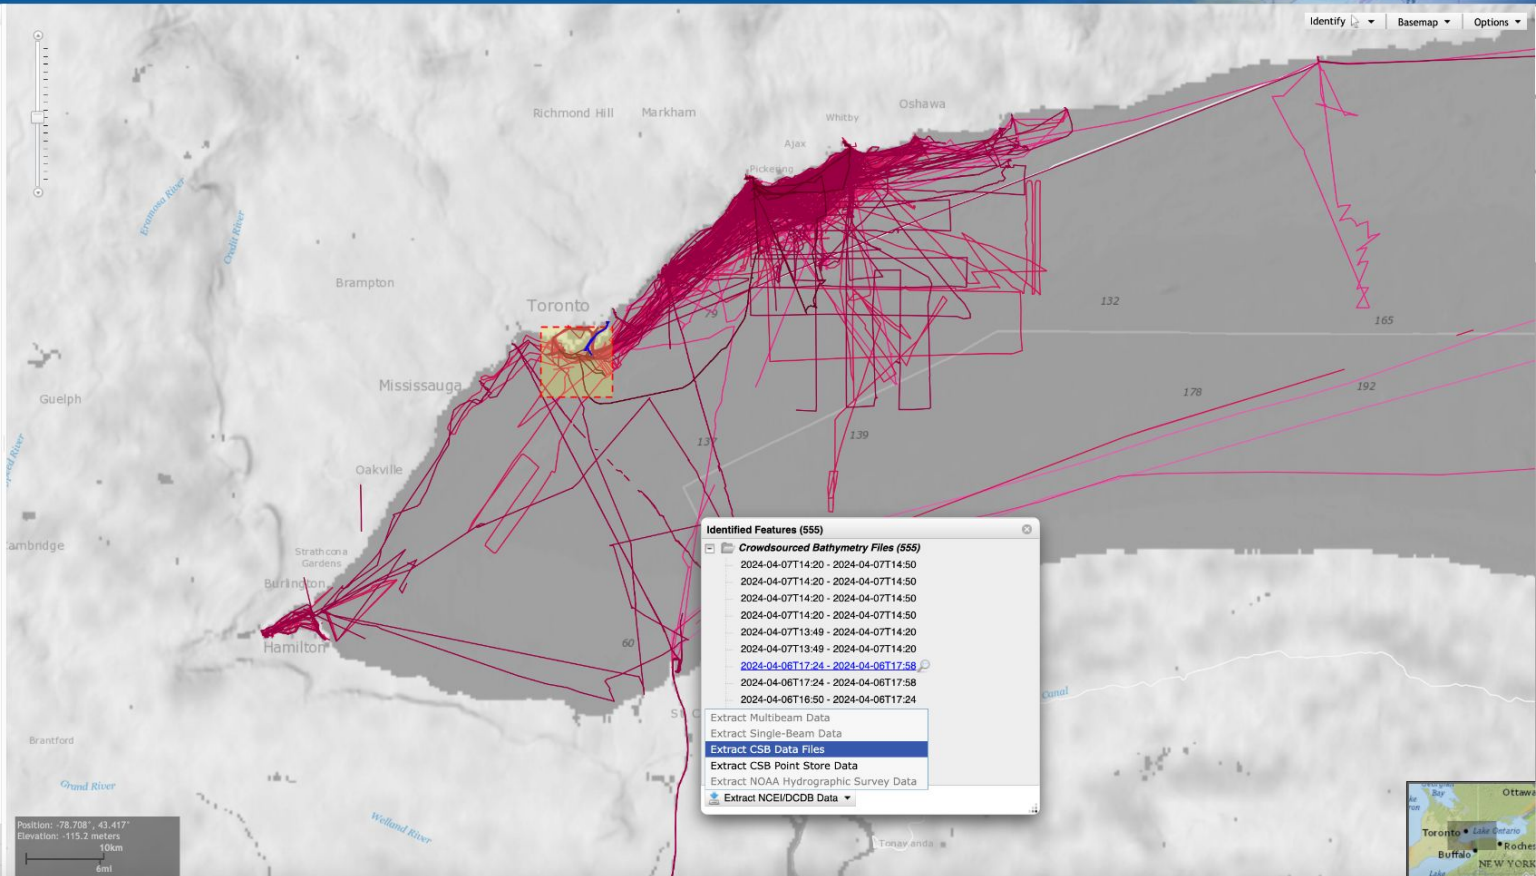 Identify
Basemap
Options
Oshawa
Richmond Hill
Markham
Whitby
Ajax
Pickering
Eramosa River
Credit River
Brampton
Toronto
132
165
79
Mississauga
178
192
Guelph
137
139
Oakville
Identified Features (555)
Crowdsourced Bathymetry Files (555)
2024-04-07T14:20 - 2024-04-07T14:50
2024-04-07T14:20 - 2024-04-07T14:50
2024-04-07T14:20 - 2024-04-07T14:50
2024-04-07T14:20 - 2024-04-07T14:50
2024-04-07T13:49 - 2024-04-07T14:20
2024-04-07T13:49 - 2024-04-07T14:20
2024-04-06T17:24 - 2024-04-06T17:58
2024-04-06T17:24 - 2024-04-06T17:58
2024-04-06T16:50 - 2024-04-06T17:24
Extract Multibeam Data
Extract Single-Beam Data
Extract CSB Data Files
Extract CSB Point Store Data
Extract NOAA Hydrographic Survey Data
Extract NCEI/DCDB Data
ambridge
Strathcona
Gardens
Burlington
Hamilton
60
St C
Canal
Brantford
Grand River
Welland River
Tonawanda
Position: -78.708°, 43.417°
Elevation: -115.2 meters
10km
6mi
Bay
Ottawa
Toronto
Lake Ontario
Roches
Buffalo
NEW YORK
Lake